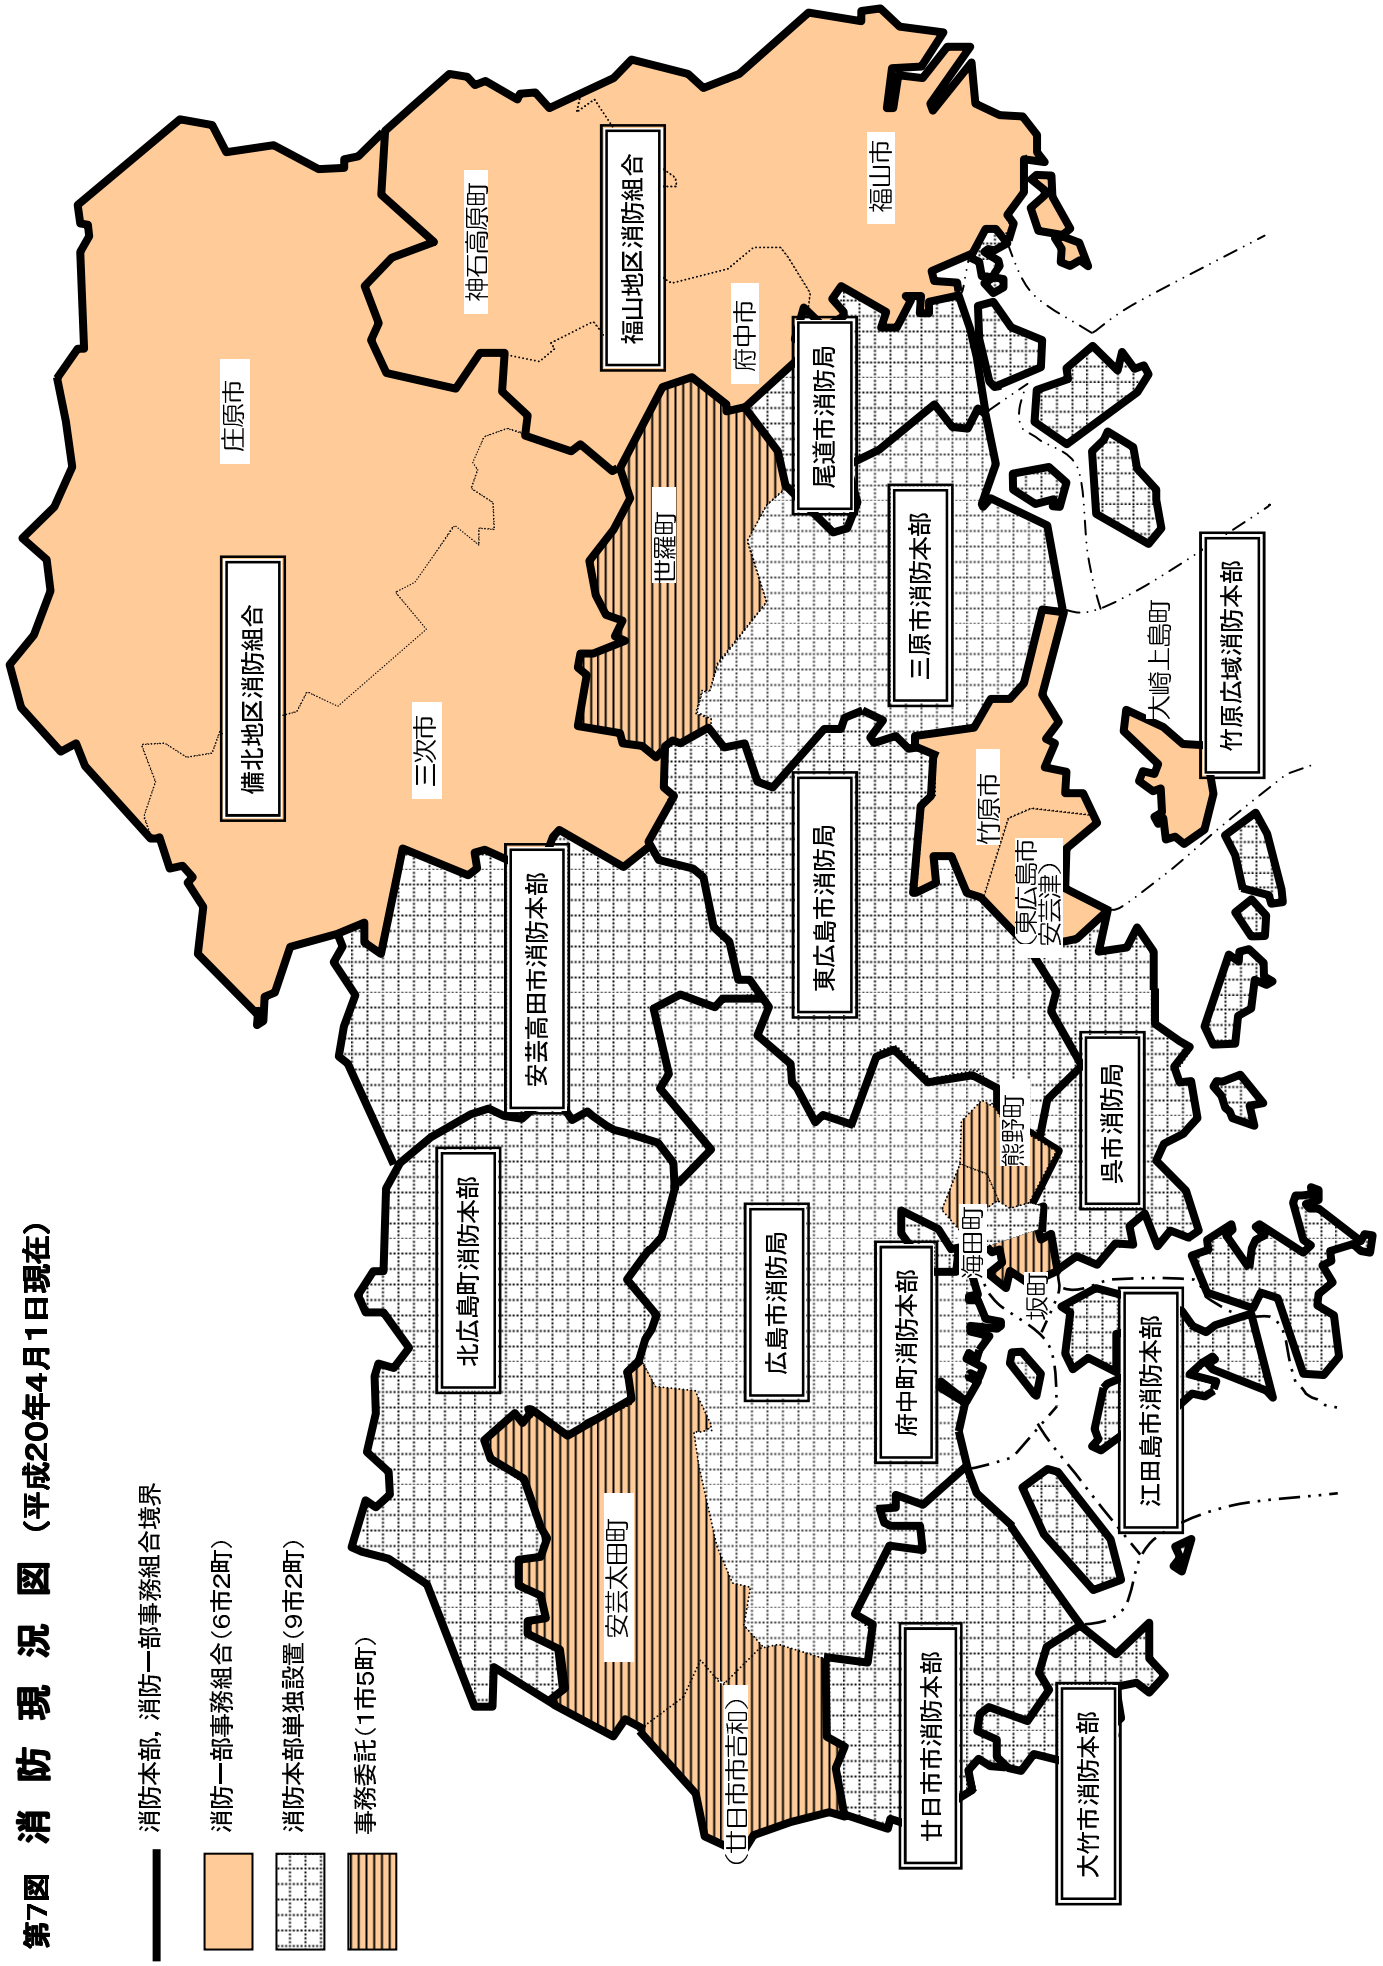 第7図 消防現況図（平成20年4月1日現在）
消防本部，消防一部事務組合境界
消防一部事務組合（6市2町）
消防本部単独設置（9市2町）
事務委託（1市5町）
庄原市
備北地区消防組合
三次市
神石高原町
福山地区消防組合
福山市
府中市
尾道市消防局
世羅町
三原市消防本部
大崎上島町
竹原広域消防本部
竹原市
（東広島市
安芸津）
東広島市消防局
安芸高田市消防本部
北広島町消防本部
広島市消防局
熊野町
呉市消防局
海田町
府中町消防本部
坂町
江田島市消防本部
安芸太田町
（廿日市市吉和）
廿日市市消防本部
大竹市消防本部